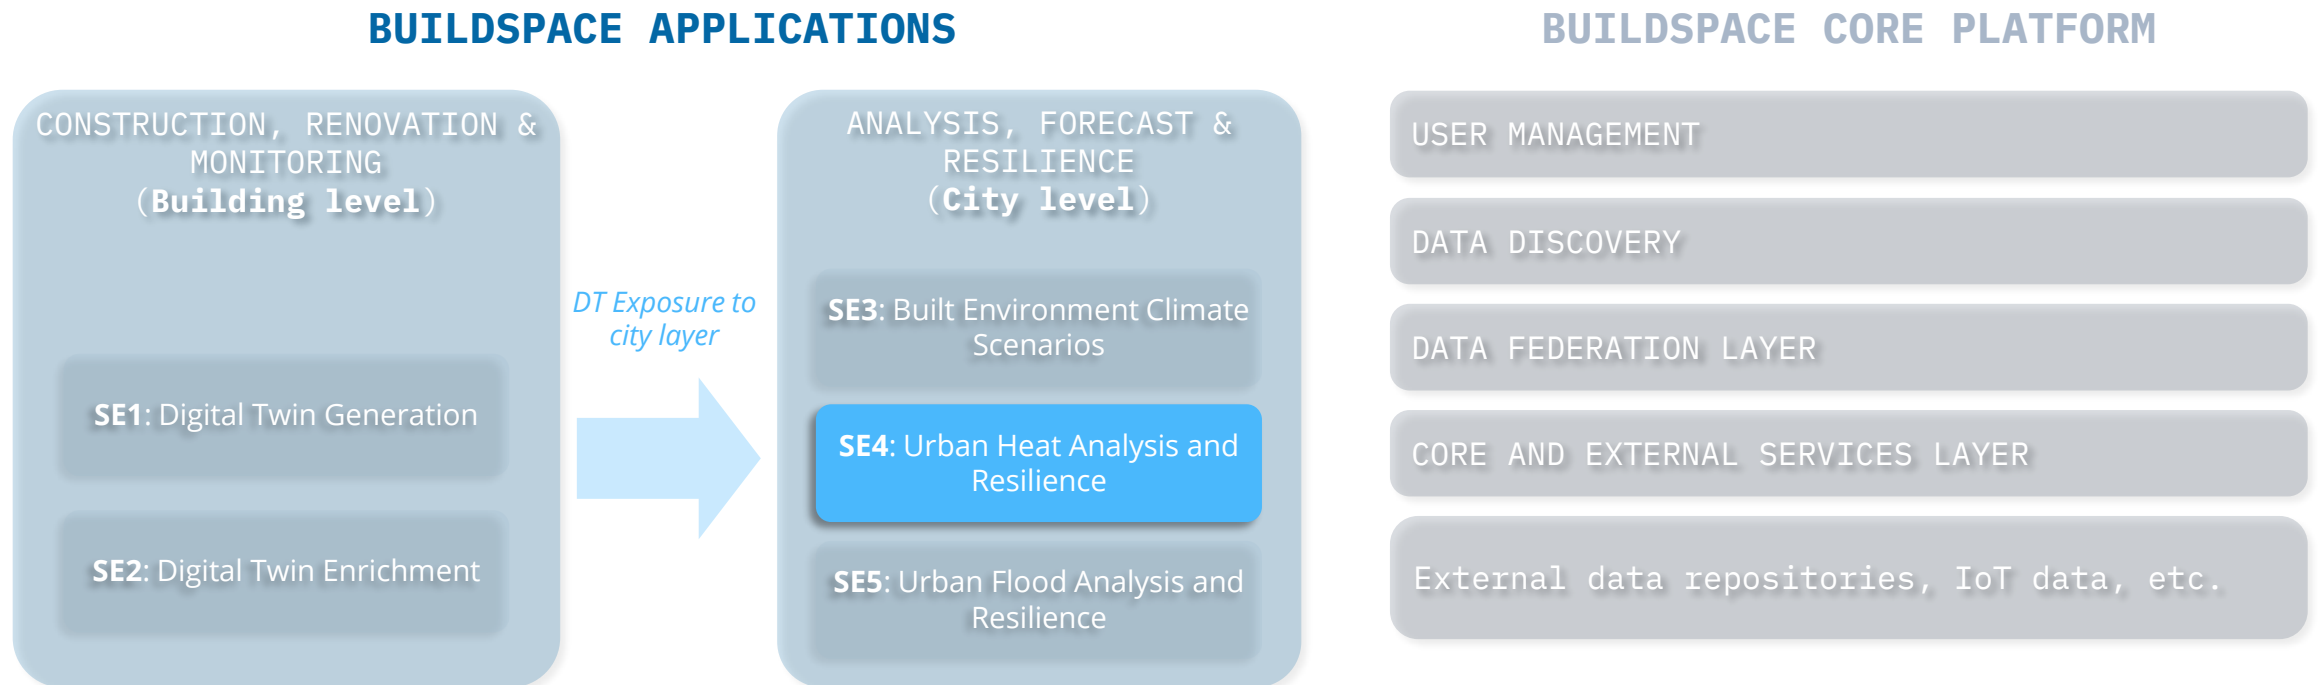 BUILDSPACE APPLICATIONS
CONSTRUCTION, RENOVATION &
MONITORING
(Building level)
SE1: Digital Twin Generation
SE2: Digital Twin Enrichment
DT Exposure to
city layer
ANALYSIS, FORECAST &
RESILIENCE
(City level)
SE3: Built Environment Climate
Scenarios
SE4: Urban Heat Analysis and
Resilience
SE5: Urban Flood Analysis and
Resilience
BUILDSPACE CORE PLATFORM
USER MANAGEMENT
DATA DISCOVERY
DATA FEDERATION LAYER
CORE AND EXTERNAL SERVICES LAYER
External data repositories, IoT data, etc.